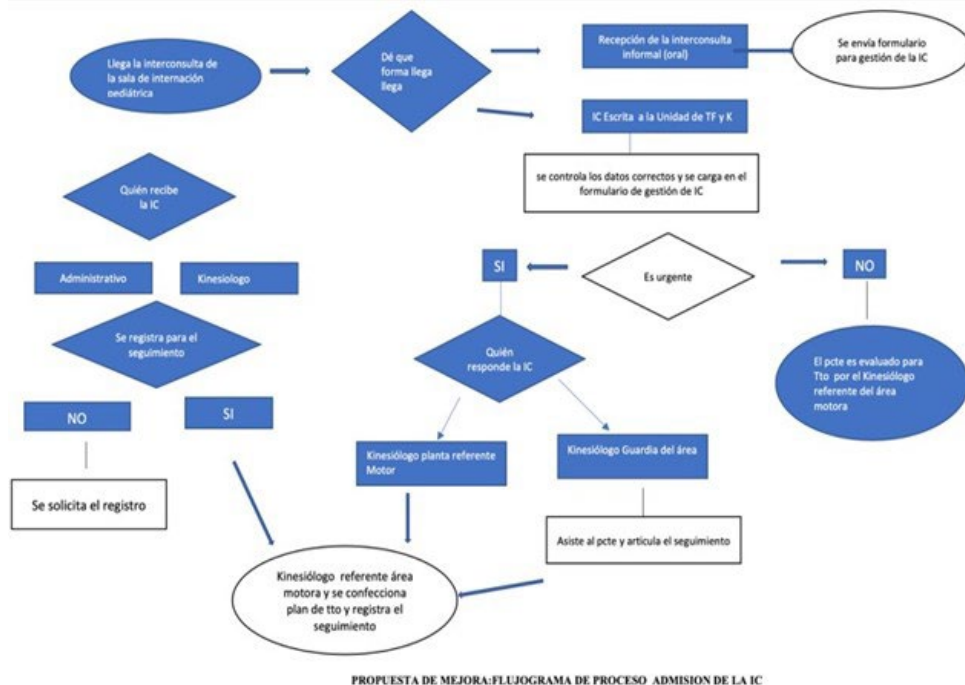 Llega la interconsulta de
la sala de internación
pediátrica
Dé que
forma llega
llega
Recepción de la interconsulta
informal (oral)
Se envía formulario
para gestión de la IC
IC Escrita a la Unidad de TF y K
se controla los datos correctos y se carga en el
formulario de gestión de IC
Quién recibe
la IC
Administrativo
Kinesiologo
Se registra para el
seguimiento
NO
SI
Se solicita el registro
SI
Es urgente
NO
Quién
responde la IC
El pcte es evaluado para
Tto por el Kinesiólogo
referente del área
motora
Kinesiólogo planta referente
Motor
Kinesiólogo Guardia del área
Asiste al pcte y articula el seguimiento
Kinesiólogo referente área
motora y se confecciona
plan de tto y registra el
seguimiento
PROPUESTA DE MEJORA:FLUJOGRAMA DE PROCESO ADMISION DE LA IC